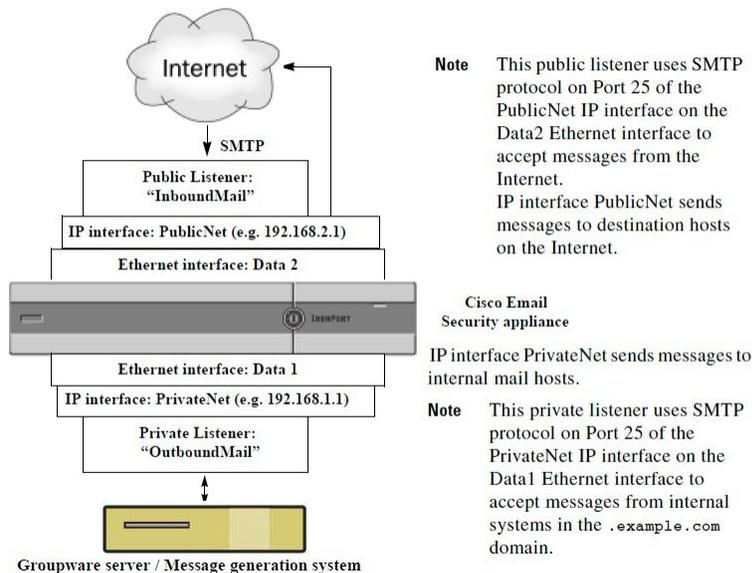 Internet
SMTP
Public Listener:
“InboundMail”
IP interface: PublicNet (e.g. 192.168.2.1)
Ethernet interface: Data 2
IRONPORT
Ethernet interface: Data 1
IP interface: PrivateNet (e.g. 192.168.1.1)
Private Listener:
“OutboundMail”
Groupware server / Message generation system
Note This public listener uses SMTP
protocol on Port 25 of the
PublicNet IP interface on the
Data2 Ethernet interface to
accept messages from the
Internet.
IP interface PublicNet sends
messages to destination hosts
on the Internet.
Cisco Email
Security appliance
IP interface PrivateNet sends messages to
internal mail hosts.
Note This private listener uses SMTP
protocol on Port 25 of the
PrivateNet IP interface on the
Data1 Ethernet interface to
accept messages from internal
systems in the .example.com
domain.